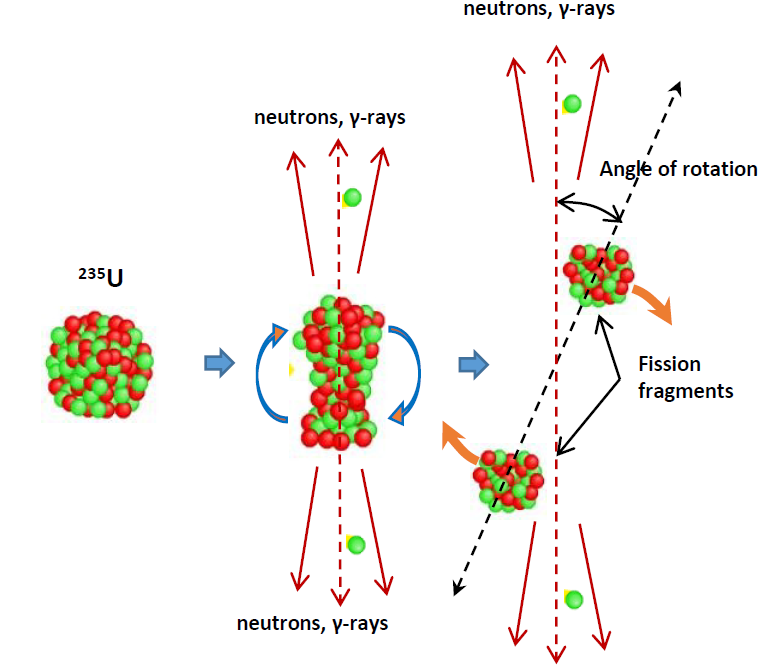 neutrons, γ-rays
neutrons, γ-rays
Angle of rotation
²³⁵U
Fission
fragments
neutrons, γ-rays